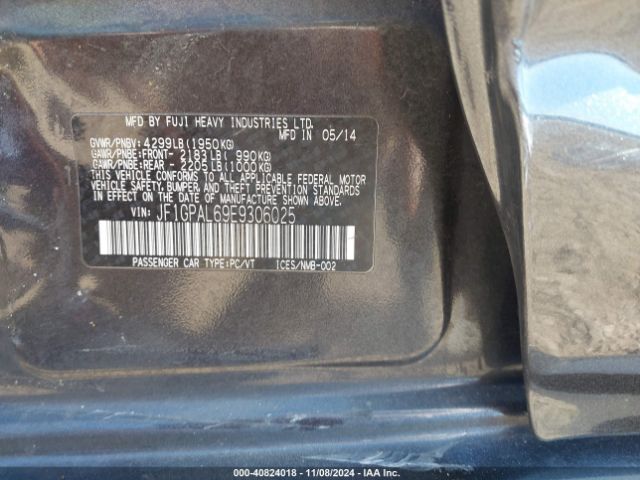 MFD BY FUJI HEAVY INDUSTRIES LTD.
MFD IN 05/14
GVWR/PNBV: 4299LB(1950KG)
GAWR/PNBE:FRONT- 2183LB( 990KG)
GAWR/PNBE:REAR - 2205LB(1000KG)
THIS VEHICLE CONFORMS TO ALL APPLICABLE FEDERAL MOTOR
VEHICLE SAFETY, BUMPER, AND THEFT PREVENTION STANDARDS
IN EFFECT ON THE DATE OF MANUFACTURE SHOWN ABOVE.
VIN: JF1GPAL69E9306025
PASSENGER CAR TYPE:PC/VT ICES/NMB-002
000-40824018 - 11/08/2024 - IAA Inc.